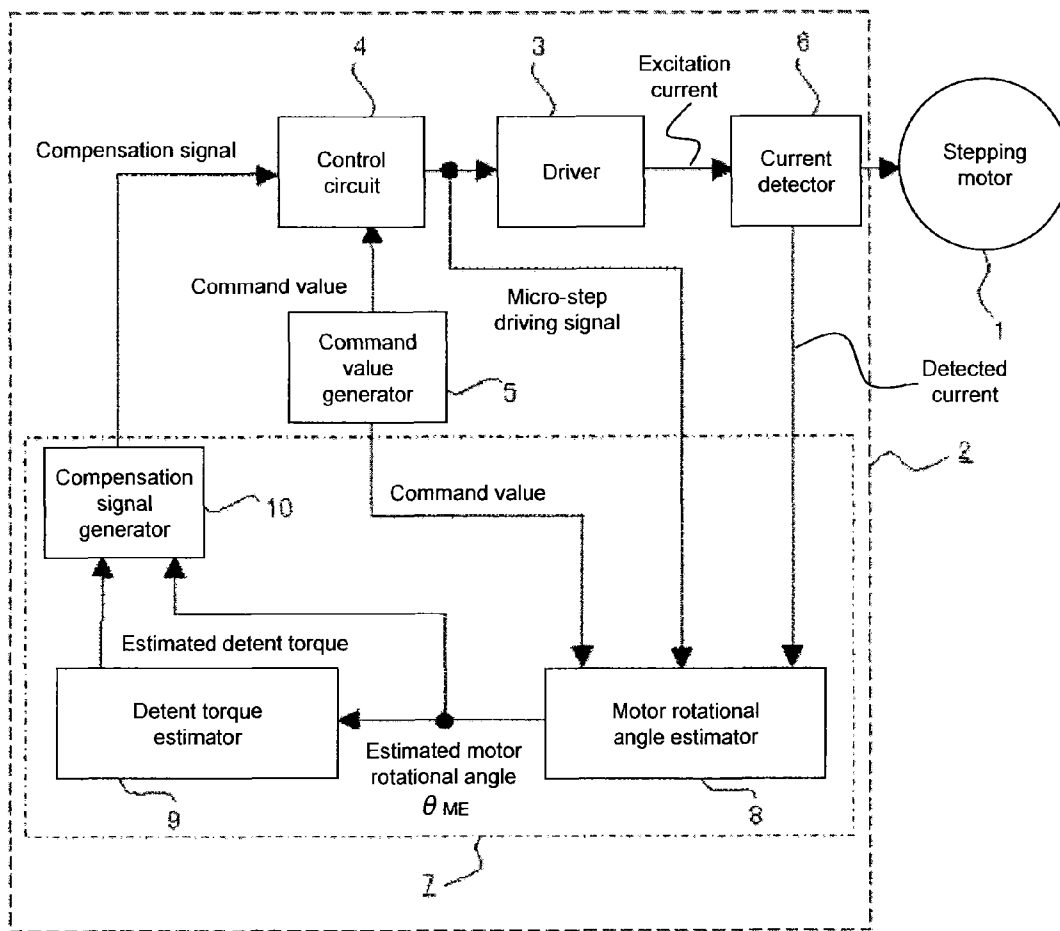 4
3
6
Excitation
current
Compensation signal
Control
circuit
Driver
Current
detector
Stepping
motor
Command value
Micro-step
driving signal
1
Command
value
generator
5
Detected
current
2
Compensation
signal
generator
10
Command value
Estimated detent torque
Detent torque
estimator
Motor rotational
angle estimator
Estimated motor
rotational angle
θ ME
9
8
7